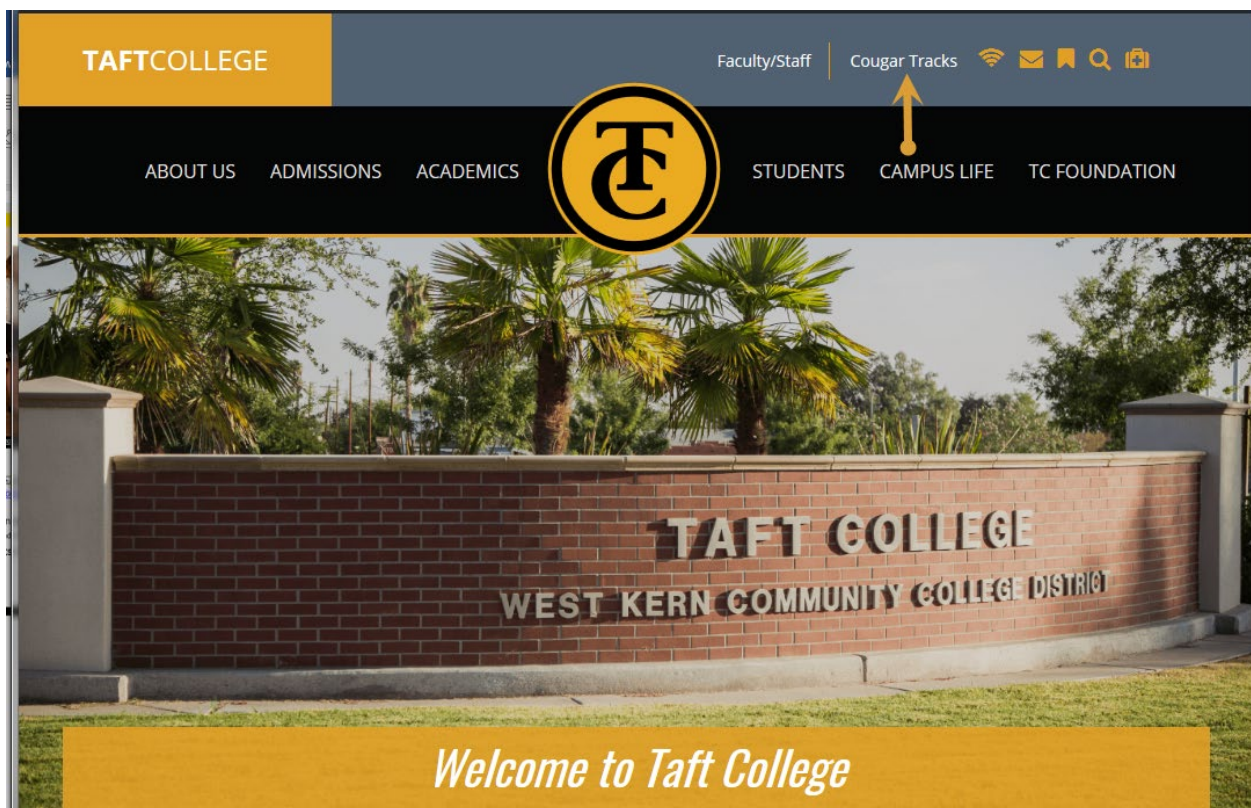 TAFTCOLLEGE
Faculty/Staff
Cougar Tracks
ABOUT US ADMISSIONS ACADEMICS
TC
STUDENTS CAMPUS LIFE TC FOUNDATION
TAFT COLLEGE
WEST KERN COMMUNITY COLLEGE DISTRICT
Welcome to Taft College